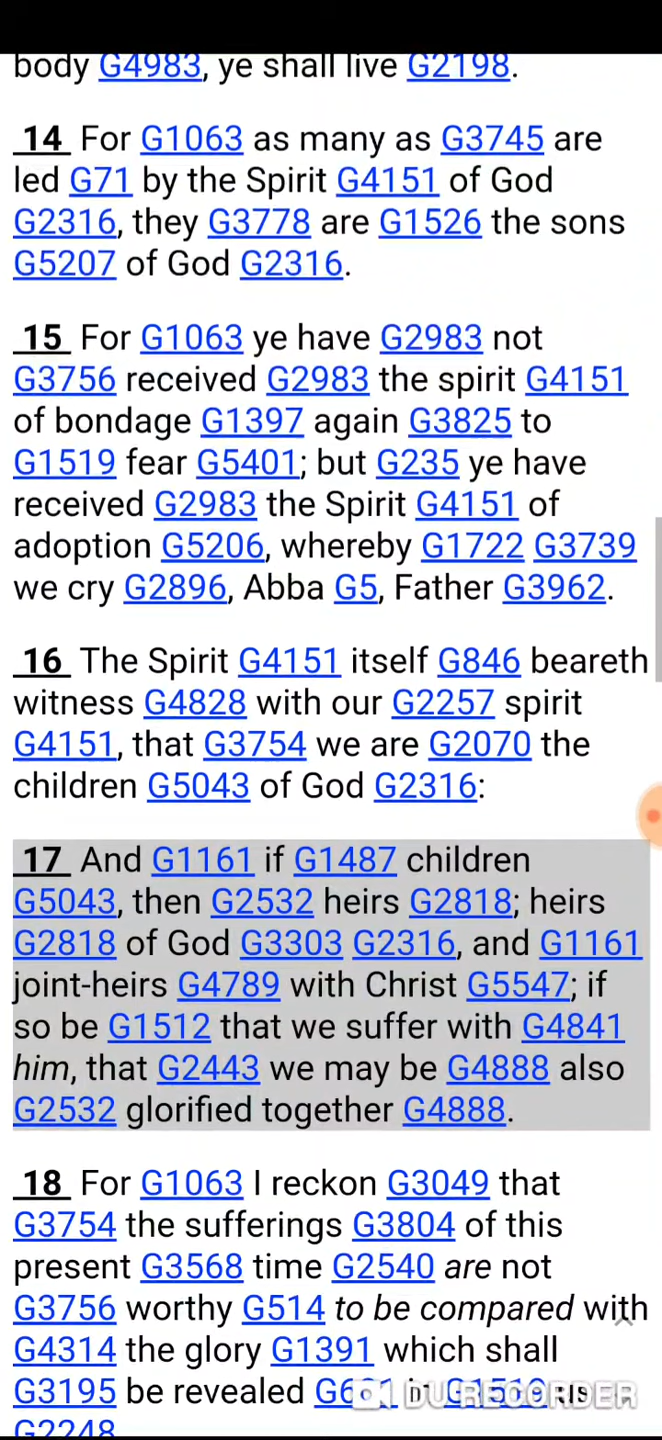 body G4983, ye shall live G2198.
14 For G1063 as many as G3745 are
led G71 by the Spirit G4151 of God
G2316, they G3778 are G1526 the sons
G5207 of God G2316.
15 For G1063 ye have G2983 not
G3756 received G2983 the spirit G4151
of bondage G1397 again G3825 to
G1519 fear G5401; but G235 ye have
received G2983 the Spirit G4151 of
adoption G5206, whereby G1722 G3739
we cry G2896, Abba G5, Father G3962.
16 The Spirit G4151 itself G846 beareth
witness G4828 with our G2257 spirit
G4151, that G3754 we are G2070 the
children G5043 of God G2316:
17 And G1161 if G1487 children
G5043, then G2532 heirs G2818; heirs
G2818 of God G3303 G2316, and G1161
joint-heirs G4789 with Christ G5547; if
so be G1512 that we suffer with G4841
him, that G2443 we may be G4888 also
G2532 glorified together G4888.
18 For G1063 I reckon G3049 that
G3754 the sufferings G3804 of this
present G3568 time G2540 are not
G3756 worthy G514 to be compared with
G4314 the glory G1391 which shall
G3195 be revealed G1519 us
DU RECORDER
G2248